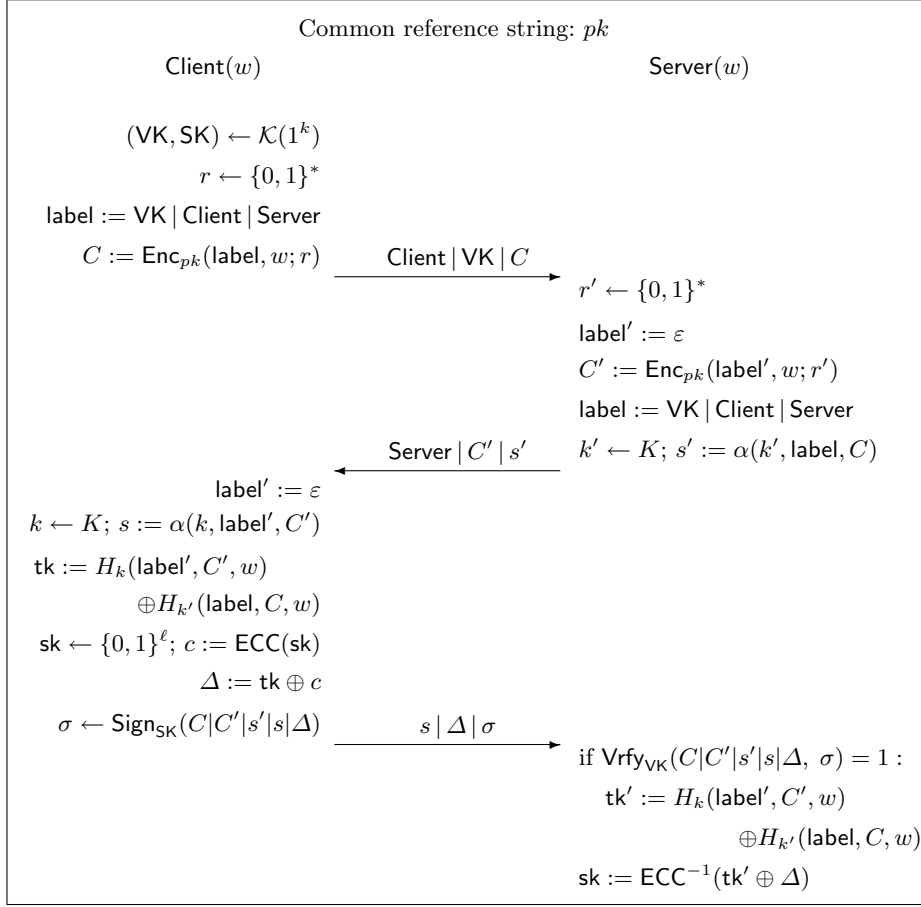 Common reference string: pk
Client(w) Server(w)
(VK, SK) ← 𝒦(1^k)
r ← {0, 1}^*
label := VK | Client | Server
C := Enc_pk(label, w; r)
Client | VK | C
r′ ← {0, 1}^*
label′ := ε
C′ := Enc_pk(label′, w; r′)
label := VK | Client | Server
k′ ← K; s′ := α(k′, label, C)
Server | C′ | s′
label′ := ε
k ← K; s := α(k, label′, C′)
tk := H_k(label′, C′, w)
⊕H_k′(label, C, w)
sk ← {0, 1}^ℓ; c := ECC(sk)
Δ := tk ⊕ c
σ ← Sign_SK(C|C′|s′|s|Δ)
s | Δ | σ
if Vrfy_VK(C|C′|s′|s|Δ, σ) = 1 :
tk′ := H_k(label′, C′, w)
⊕H_k′(label, C, w)
sk := ECC^−1(tk′ ⊕ Δ)